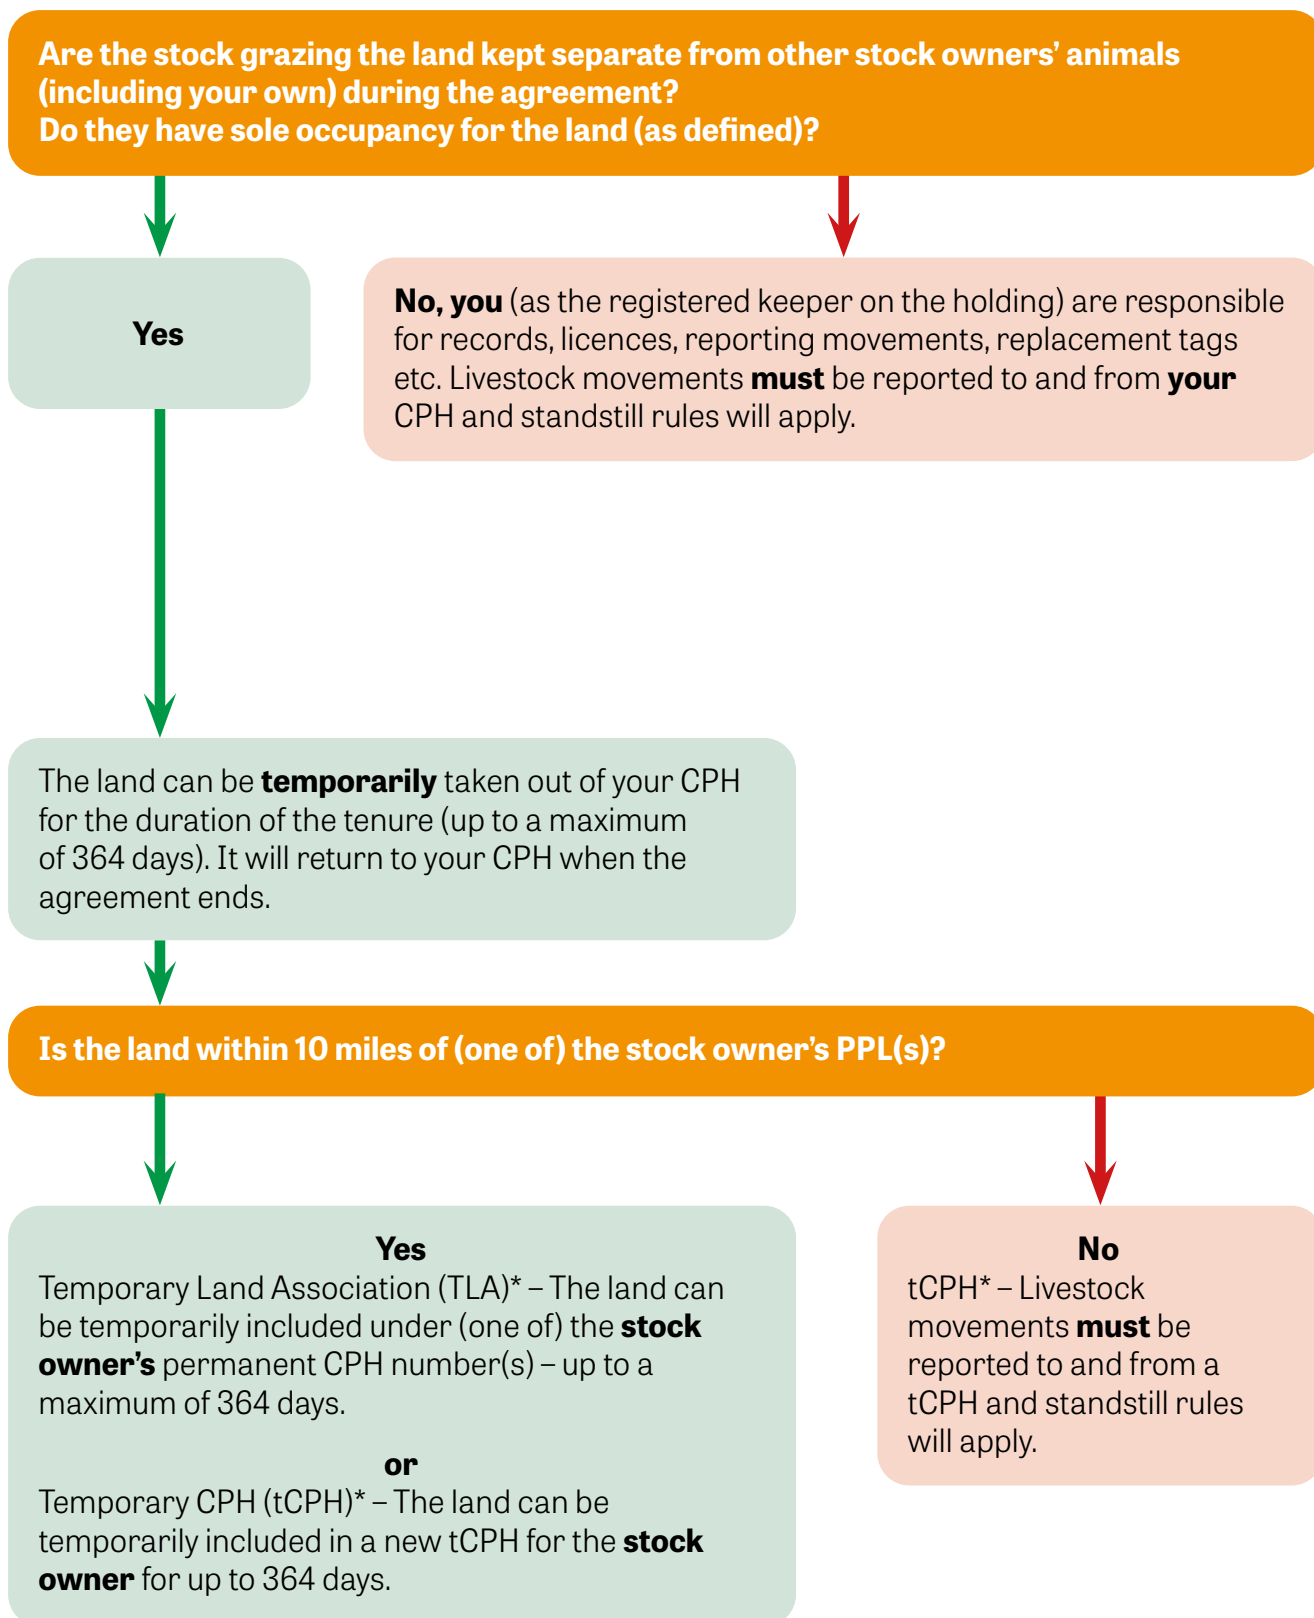 Are the stock grazing the land kept separate from other stock owners’ animals
(including your own) during the agreement?
Do they have sole occupancy for the land (as defined)?
Yes
No, you (as the registered keeper on the holding) are responsible
for records, licences, reporting movements, replacement tags
etc. Livestock movements must be reported to and from your
CPH and standstill rules will apply.
The land can be temporarily taken out of your CPH
for the duration of the tenure (up to a maximum
of 364 days). It will return to your CPH when the
agreement ends.
Is the land within 10 miles of (one of) the stock owner’s PPL(s)?
Yes
Temporary Land Association (TLA)* – The land can
be temporarily included under (one of) the stock
owner’s permanent CPH number(s) – up to a
maximum of 364 days.
or
Temporary CPH (tCPH)* – The land can be
temporarily included in a new tCPH for the stock
owner for up to 364 days.
No
tCPH* – Livestock
movements must be
reported to and from a
tCPH and standstill rules
will apply.